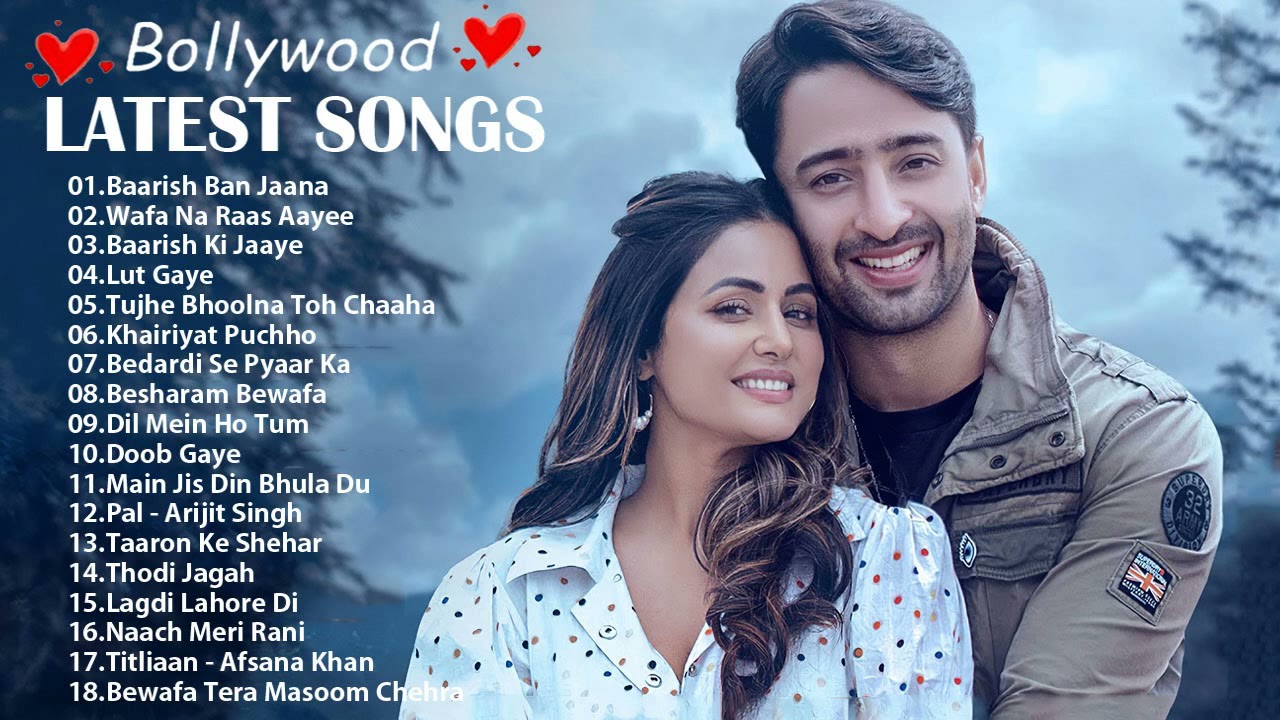 Bollywood
LATEST SONGS
01.Baarish Ban Jaana
02.Wafa Na Raas Aayee
03.Baarish Ki Jaaye
04.Lut Gaye
05.Tujhe Bhoolna Toh Chaaha
06.Khairiyat Puchho
07.Bedardi Se Pyaar Ka
08.Besharam Bewafa
09.Dil Mein Ho Tum
10.Doob Gaye
11.Main Jis Din Bhula Du
12.Pal - Arijit Singh
13.Taaron Ke Shehar
14.Thodi Jagah
15.Lagdi Lahore Di
16.Naach Meri Rani
17.Titliaan - Afsana Khan
18.Bewafa Tera Masoom Chehra